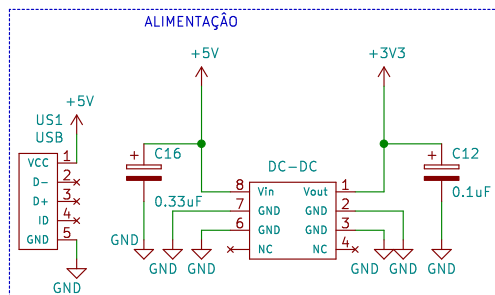 ALIMENTAÇÃO
+5V
+3V3
US1
USB
+5V
VCC 1
D- 2
D+ 3
ID 4
GND 5
GND
+ C16
0.33uF
GND
GND
GND
DC-DC
8 Vin Vout 1
7 GND GND 2
6 GND GND 3
NC NC 4
+ C12
0.1uF
GND
GND
GND